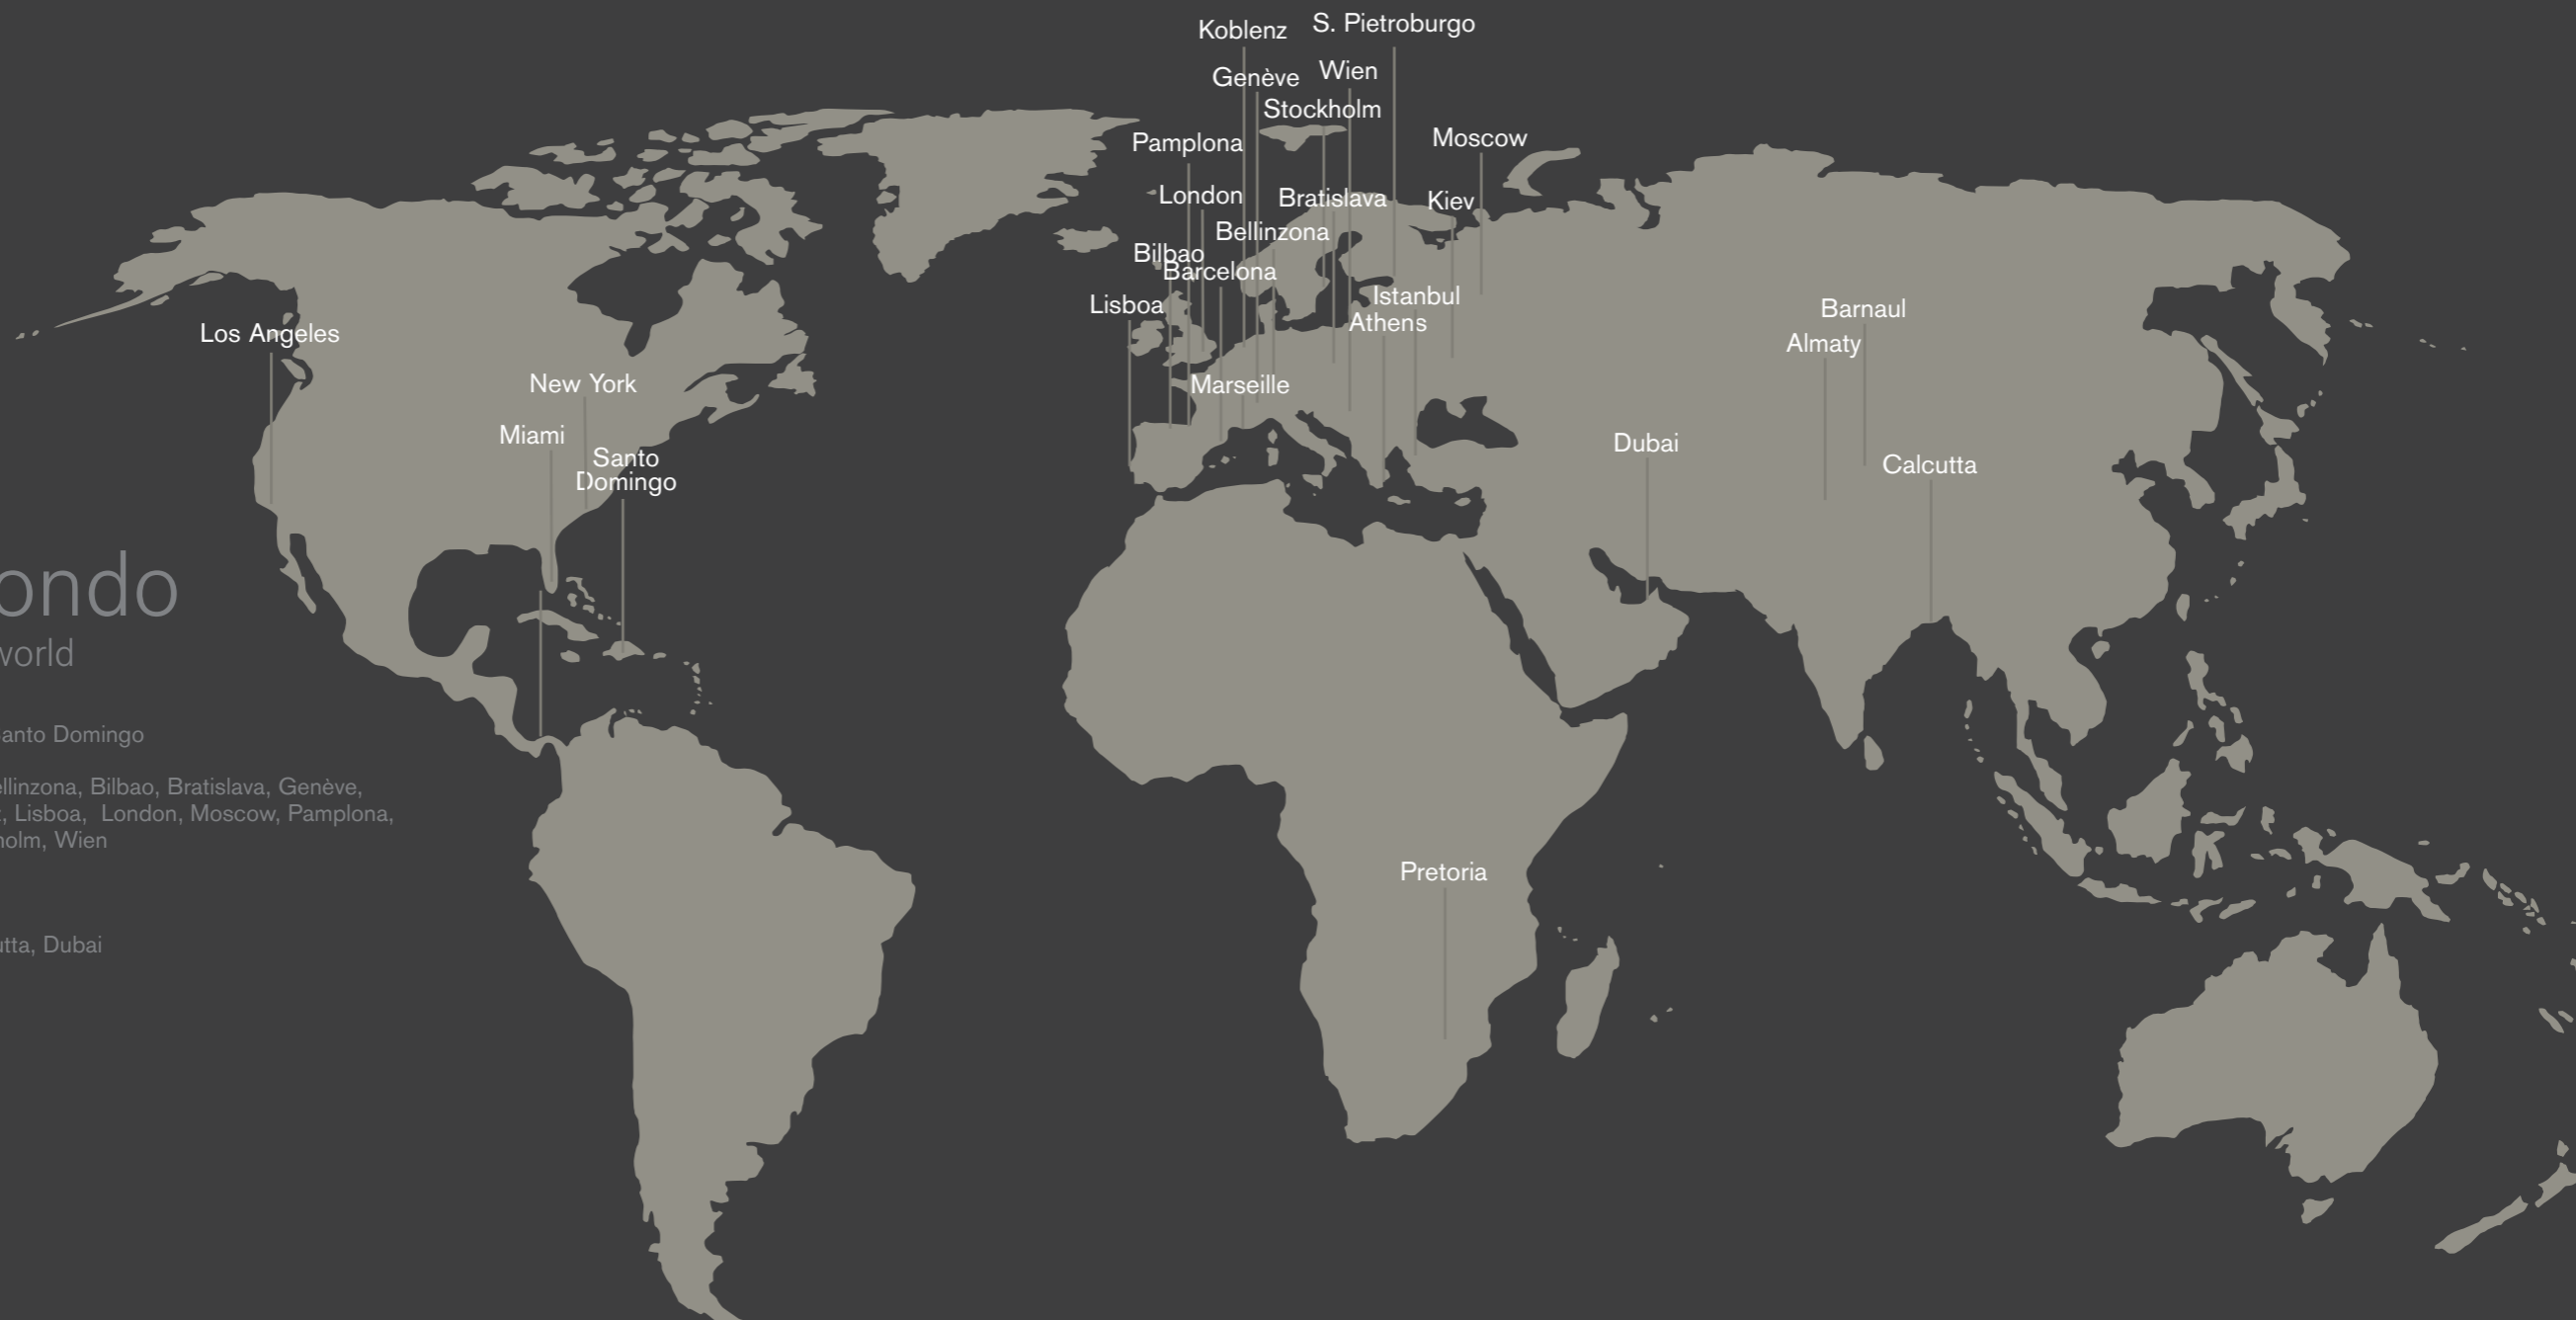 Koblenz
S. Pietroburgo
Genève
Wien
Stockholm
Pamplona
Moscow
London
Bratislava
Kiev
Bellinzona
Bilbao
Barcelona
Lisboa
Istanbul
Athens
Los Angeles
Barnaul
Almaty
New York
Marseille
Miami
Santo
Domingo
Dubai
Calcutta
Pretoria
ondo
world
anto Domingo
ellinzona, Bilbao, Bratislava, Genève,
, Lisboa, London, Moscow, Pamplona,
holm, Wien
utta, Dubai